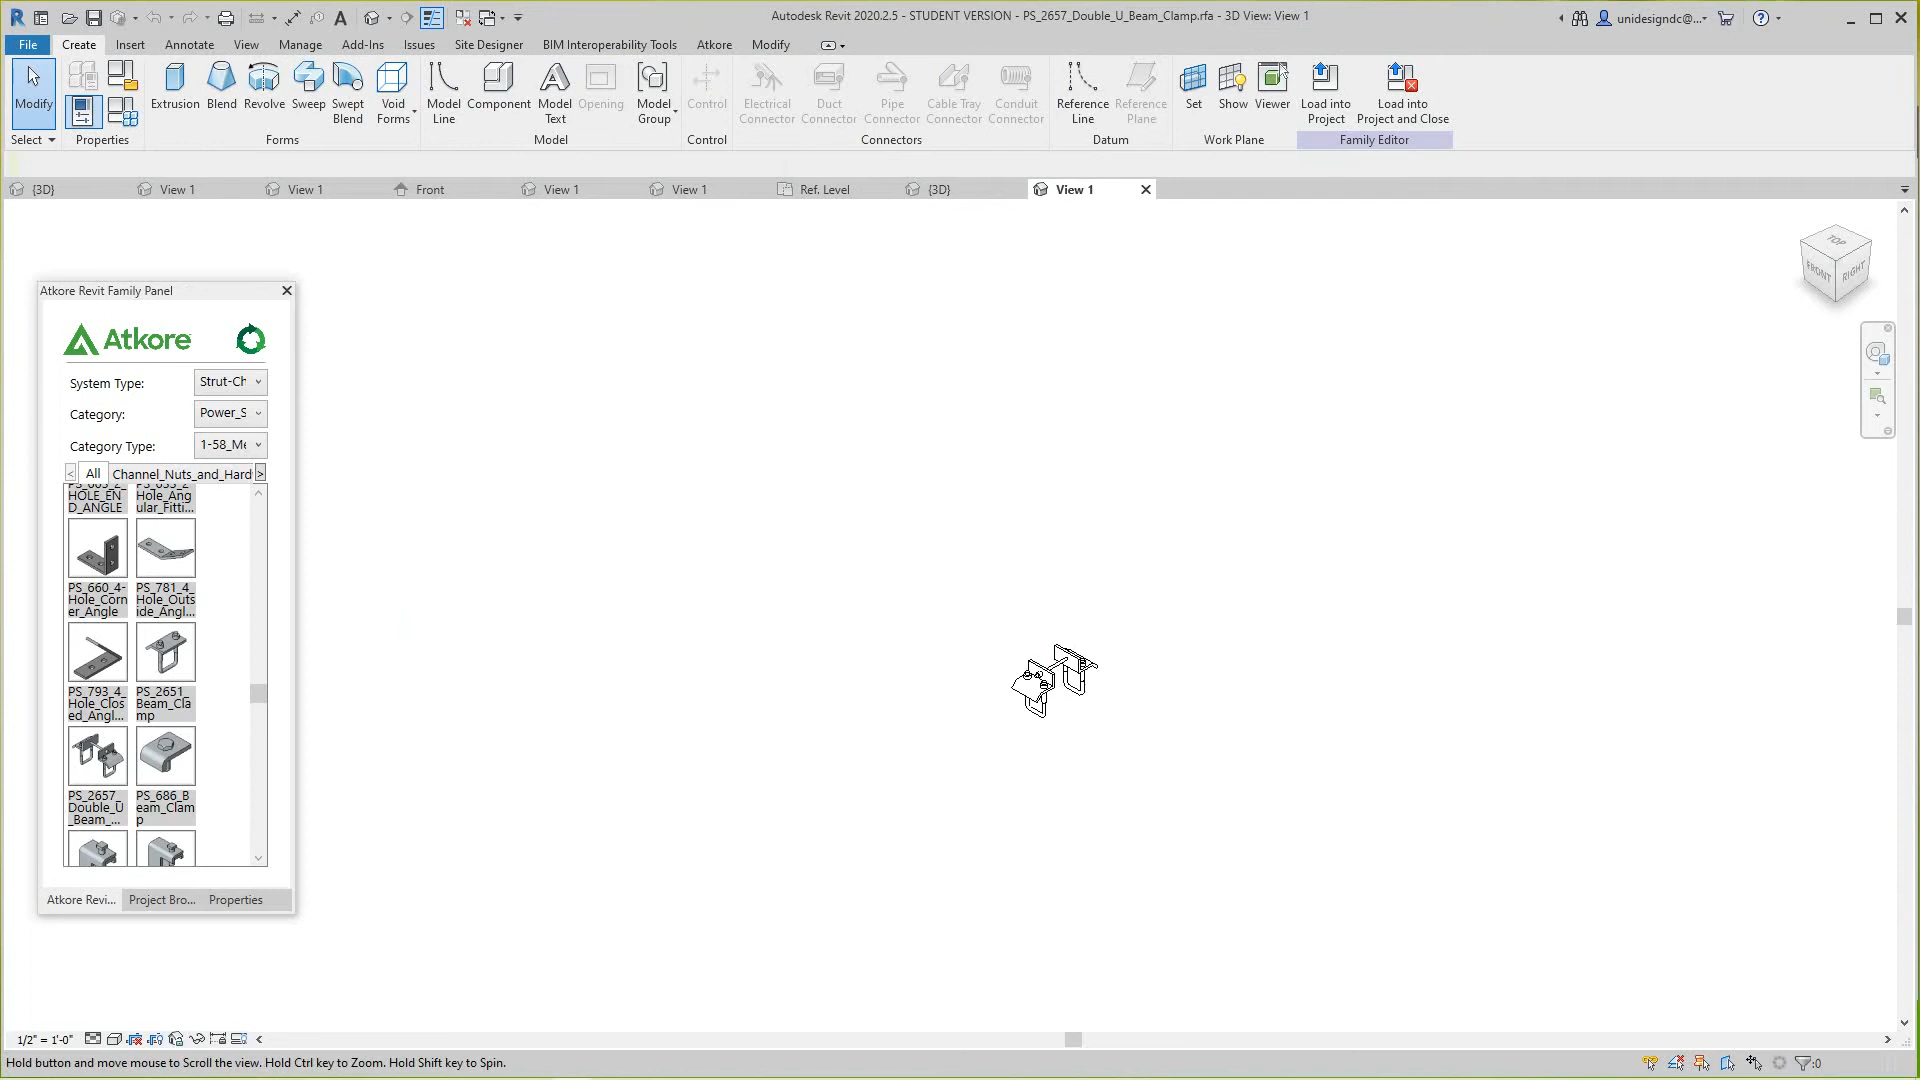 Autodesk Revit 2020.2.5 - STUDENT VERSION - PS_2657_Double_U_Beam_Clamp.rfa - 3D View: View 1
unidesigndc@...
File Create Insert Annotate View Manage Add-Ins Issues Site Designer BIM Interoperability Tools Atkore Modify
Modify Extrusion Blend Revolve Sweep Swept Blend Void Forms Model Line Component Model Text Opening Model Group Control Electrical Connector Duct Connector Pipe Connector Cable Tray Connector Conduit Connector Reference Line Reference Plane Set Show Viewer Load into Project Load into Project and Close
Select Properties Forms Model Control Connectors Datum Work Plane Family Editor
{3D} View 1 View 1 Front View 1 View 1 Ref. Level {3D} View 1
TOP
FRONT RIGHT
Atkore Revit Family Panel
Atkore
System Type: Strut-Ch
Category: Power_S
Category Type: 1-58_Me
< All Channel_Nuts_and_Hard >
HOLE_EN
D_ANGLE
Hole_Ang
ular_Fitti...
PS_660_4-
Hole_Corn
er_Angle
PS_781_4_
Hole_Outs
ide_Angl...
PS_793_4_
Hole_Clos
ed_Angl...
PS_2651_
Beam_Cla
mp
PS_2657_
Double_U
_Beam_...
PS_686_B
eam_Clam
p
Atkore Revi... Project Bro... Properties
1/2" = 1'-0"
Hold button and move mouse to Scroll the view. Hold Ctrl key to Zoom. Hold Shift key to Spin.
:0